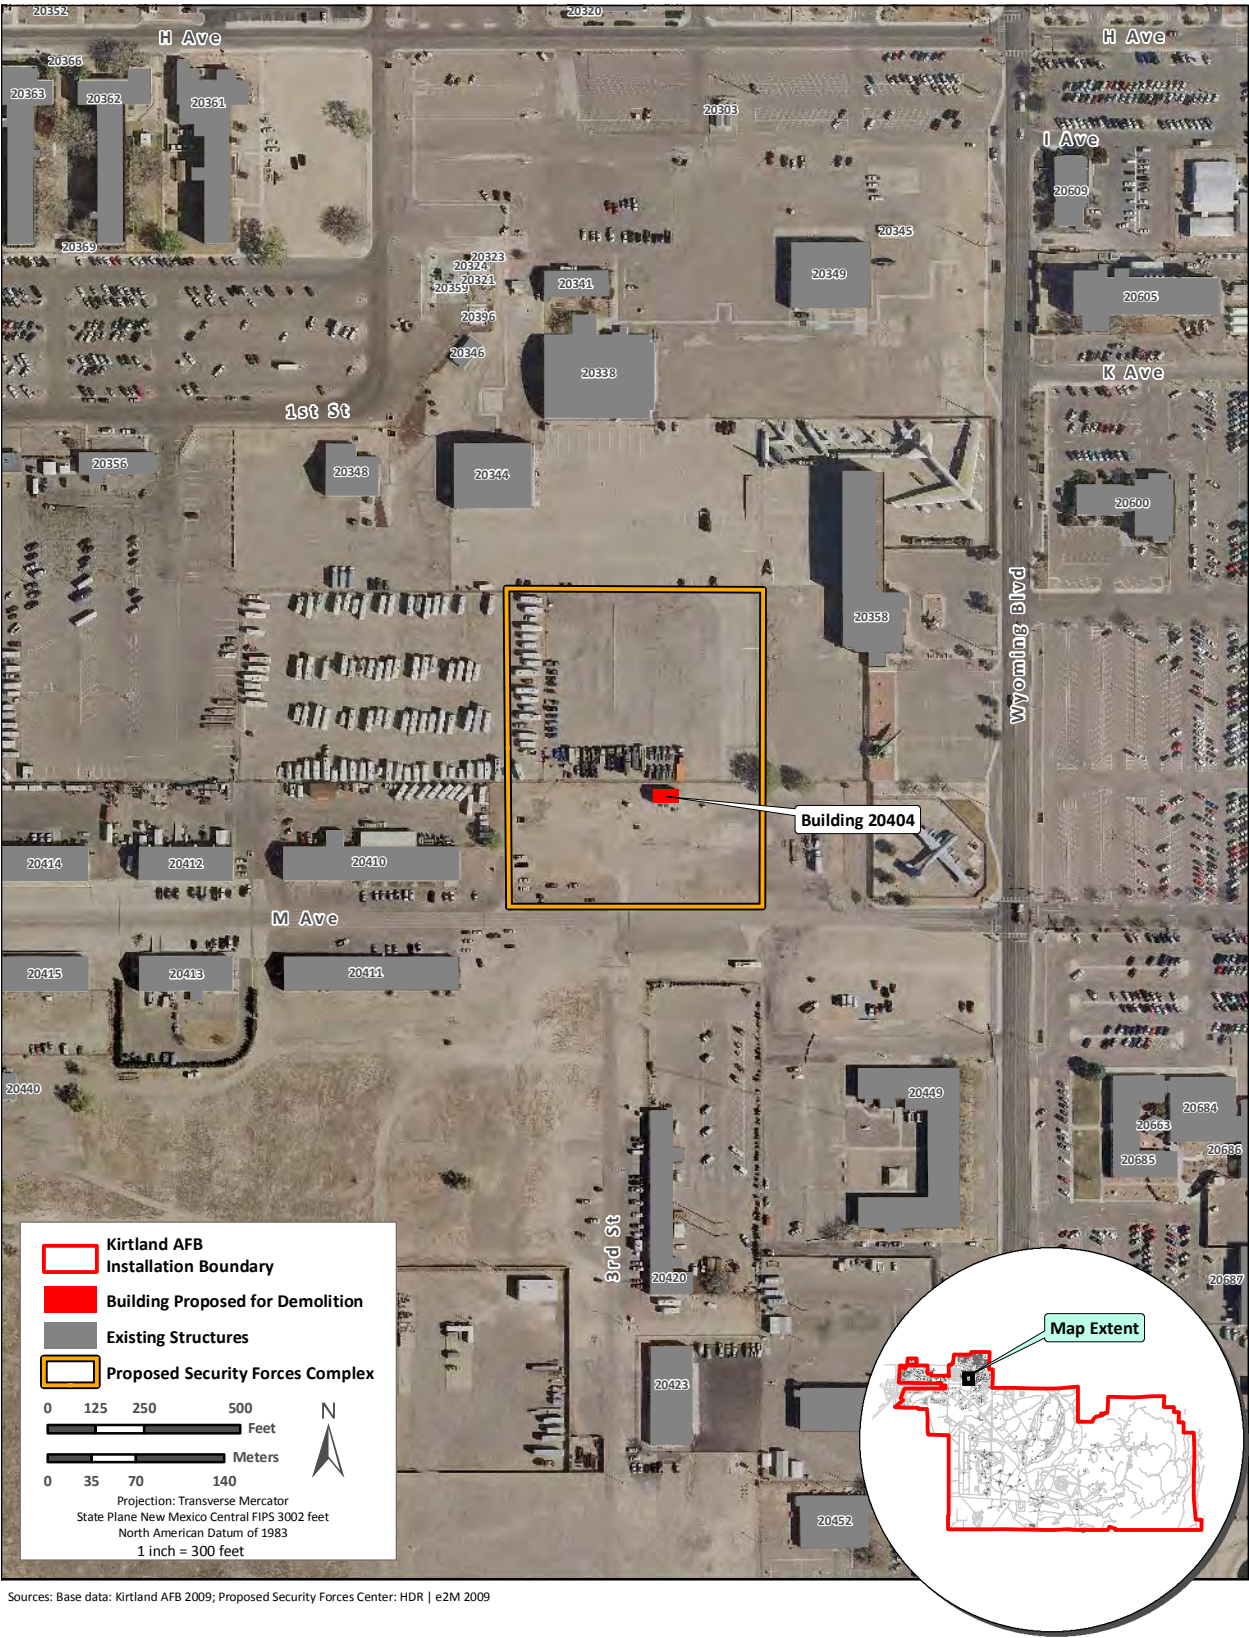 20352
20320
H Ave
H Ave
20366
20363
20362
20361
20303
I Ave
20609
20369
20345
20323
20324
20321
20359
20341
20349
20605
20396
20346
20338
K Ave
1st St
20356
20348
20344
20600
20358
Wyoming Blvd
Building 20404
20414
20412
20410
M Ave
20415
20413
20411
20440
20449
20684
20663
20685
20686
3rd St
20420
20687
20423
20452
Kirtland AFB
Installation Boundary
Building Proposed for Demolition
Existing Structures
Proposed Security Forces Complex
0 125 250 500
Feet
Meters
0 35 70 140
N
Projection: Transverse Mercator
State Plane New Mexico Central FIPS 3002 feet
North American Datum of 1983
1 inch = 300 feet
Map Extent
Sources: Base data: Kirtland AFB 2009; Proposed Security Forces Center: HDR | e2M 2009